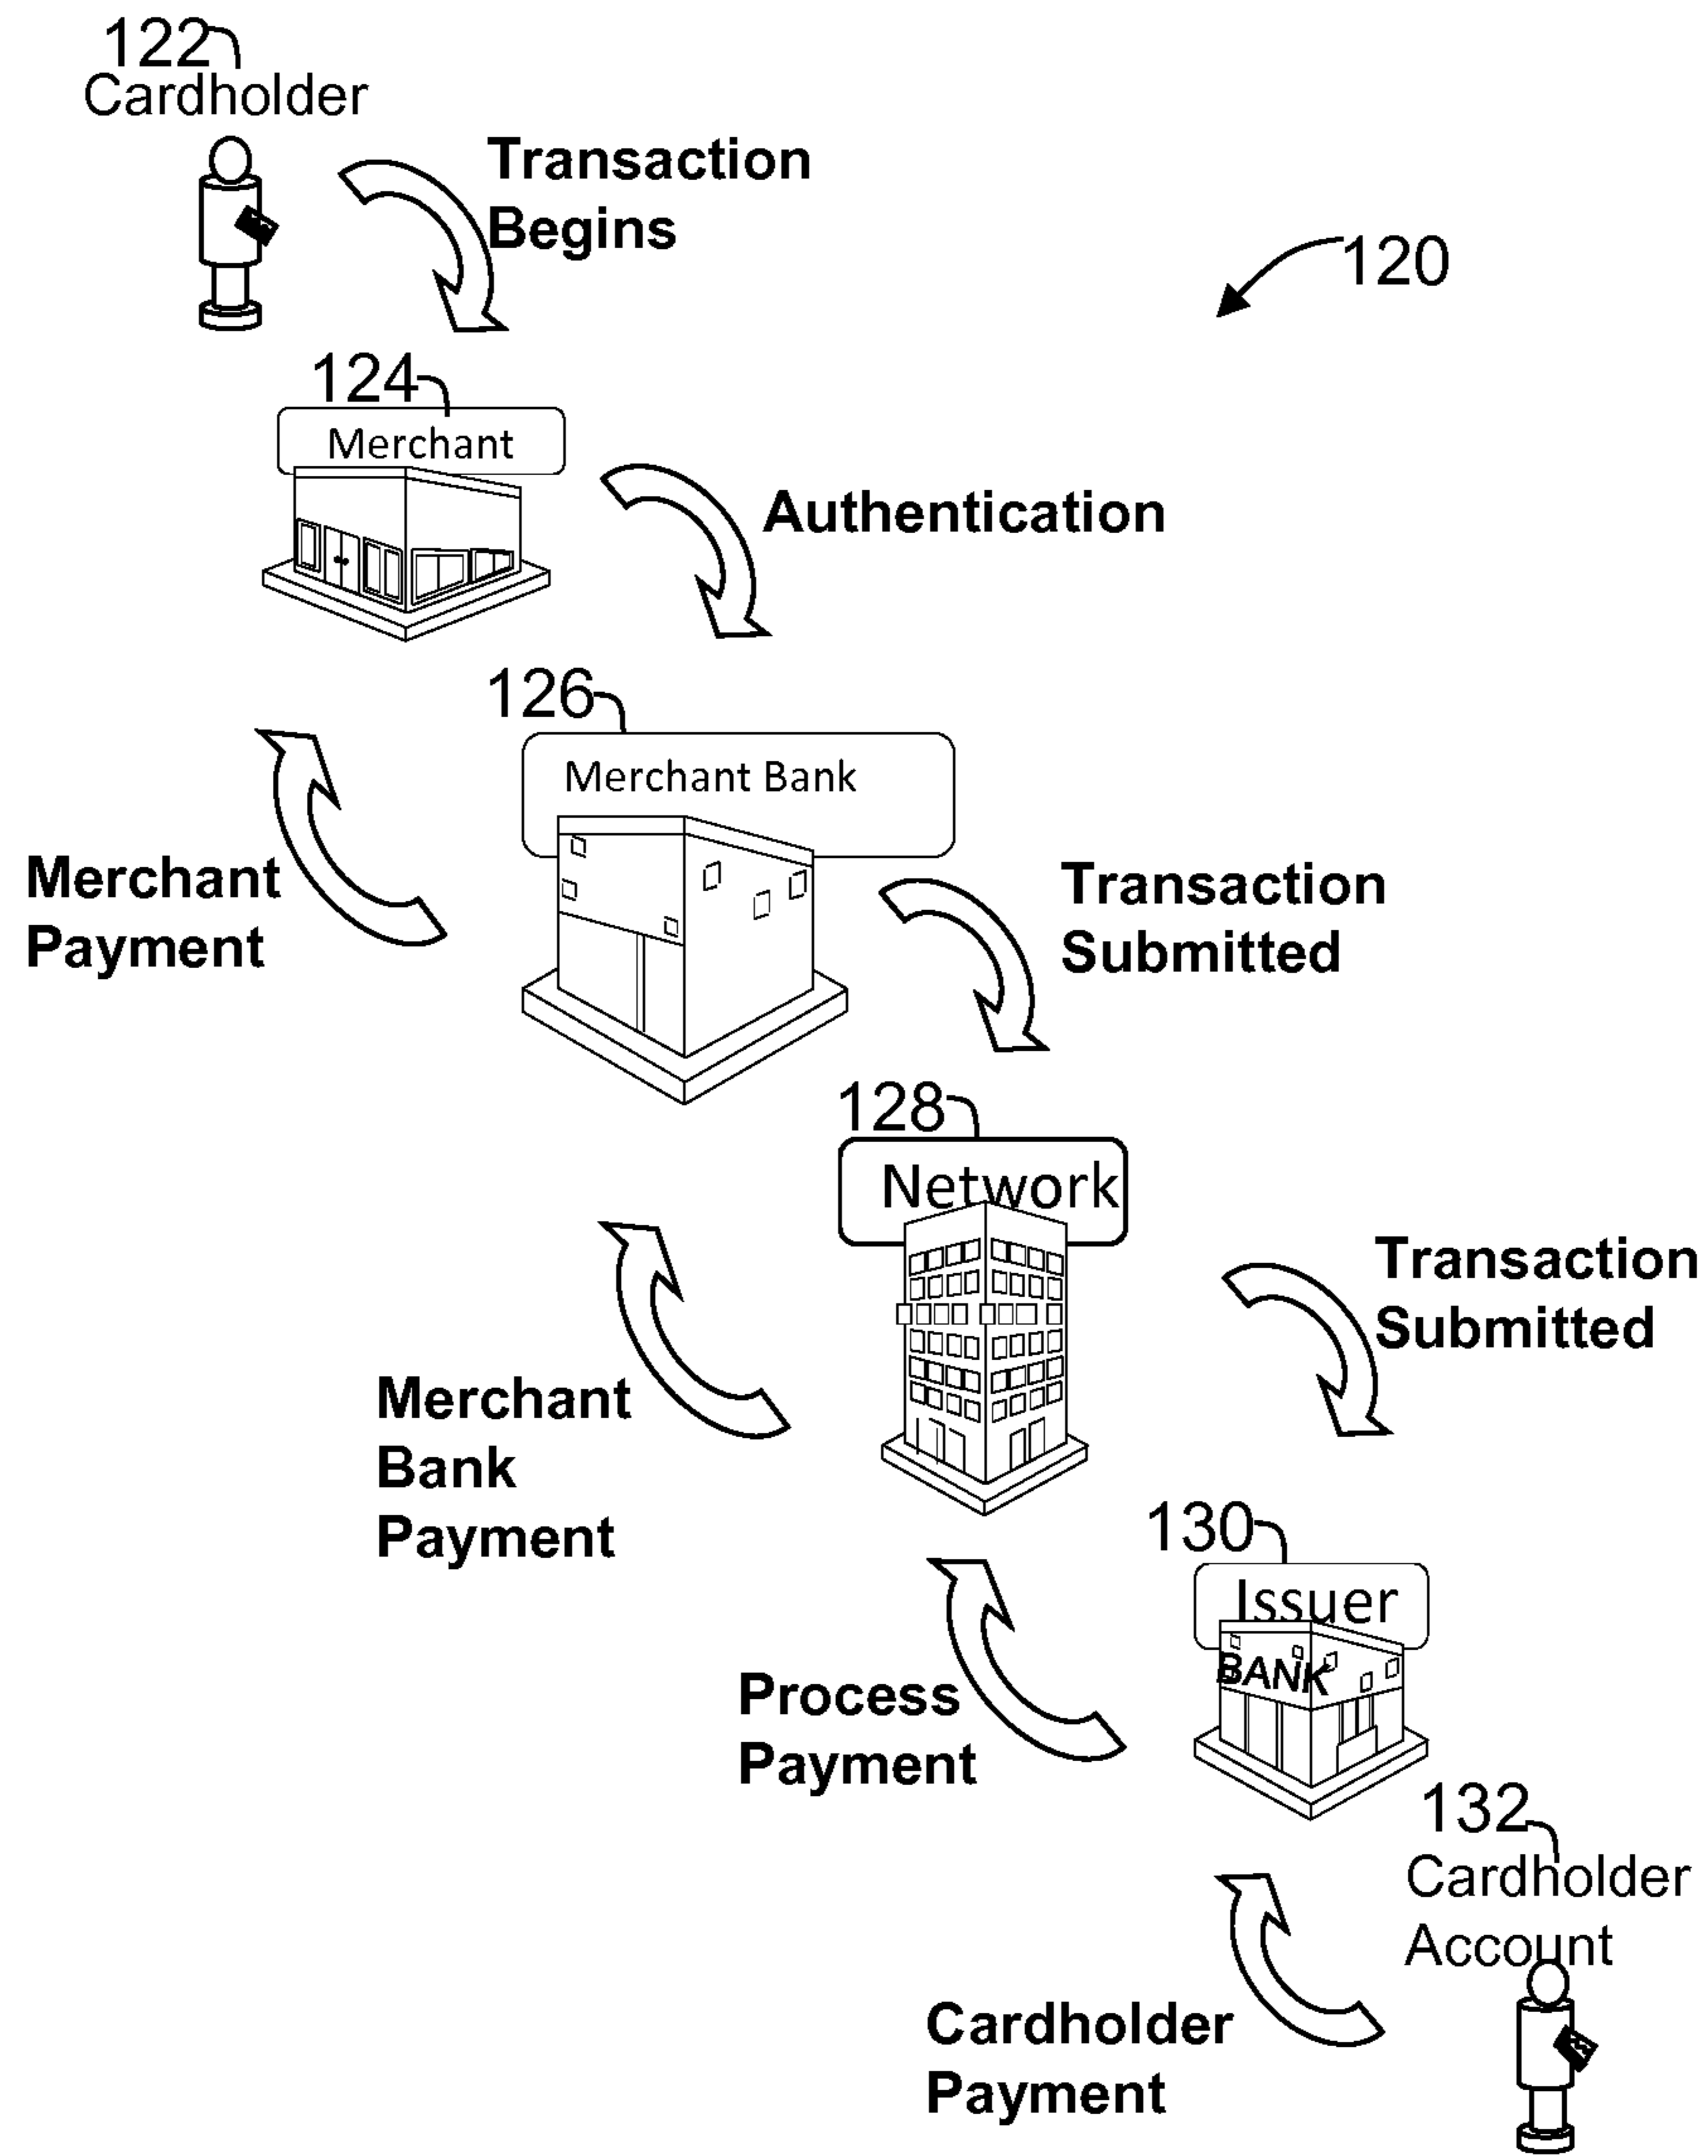 122
Cardholder
Transaction
Begins
120
124
Merchant
Authentication
126
Merchant Bank
Merchant
Payment
Transaction
Submitted
128
Network
Transaction
Submitted
Merchant
Bank
Payment
130
Issuer
BANK
Process
Payment
132
Cardholder
Account
Cardholder
Payment